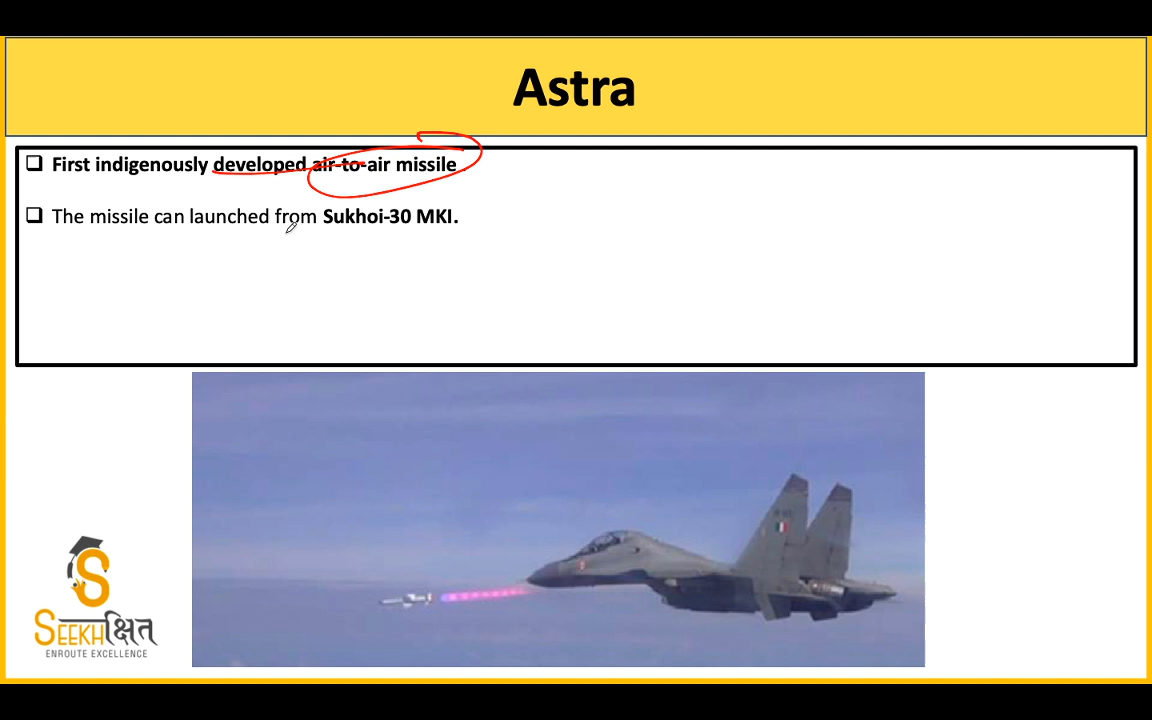 Astra
First indigenously developed air-to-air missile
The missile can launched from Sukhoi-30 MKI.
SEEKHक्षित
ENROUTE EXCELLENCE